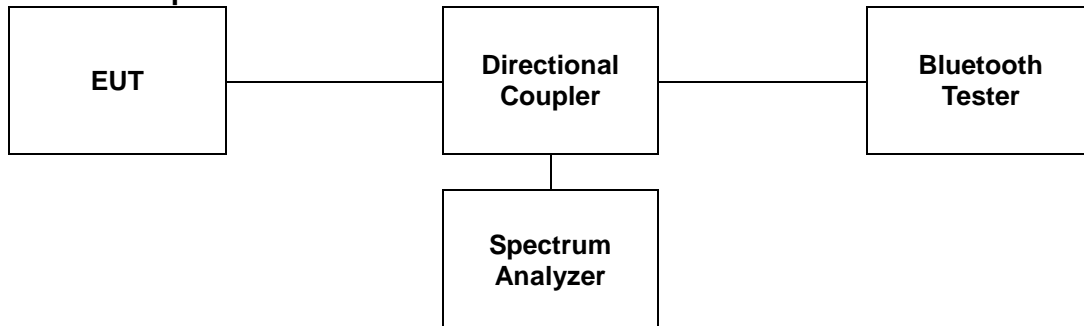 EUT
Directional
Coupler
Bluetooth
Tester
Spectrum
Analyzer